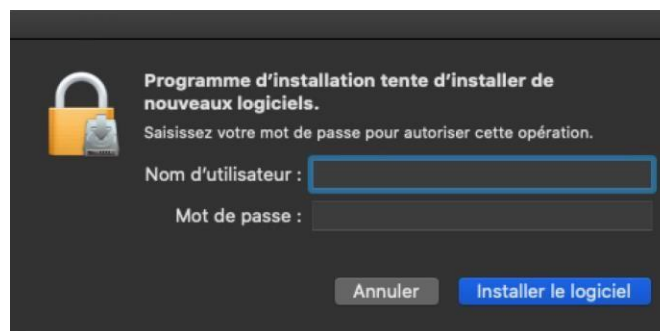 Programme d'installation tente d'installer de
nouveaux logiciels.
Saisissez votre mot de passe pour autoriser cette opération.
Nom d'utilisateur :
Mot de passe :
Annuler Installer le logiciel